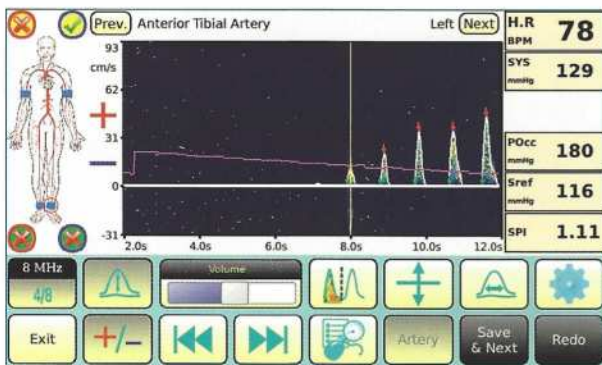 Prev. Anterior Tibial Artery Left Next
H.R
BPM
78
93
cm/s
62
31
0
-31
2.0s 4.0s 6.0s 8.0s 10.0s 12.0s
SYS
mmHg
129
POcc
mmHg
180
Sref
mmHg
116
SPI
1.11
8 MHz
4/8
Volume
Exit
+/-
Artery
Save
& Next
Redo